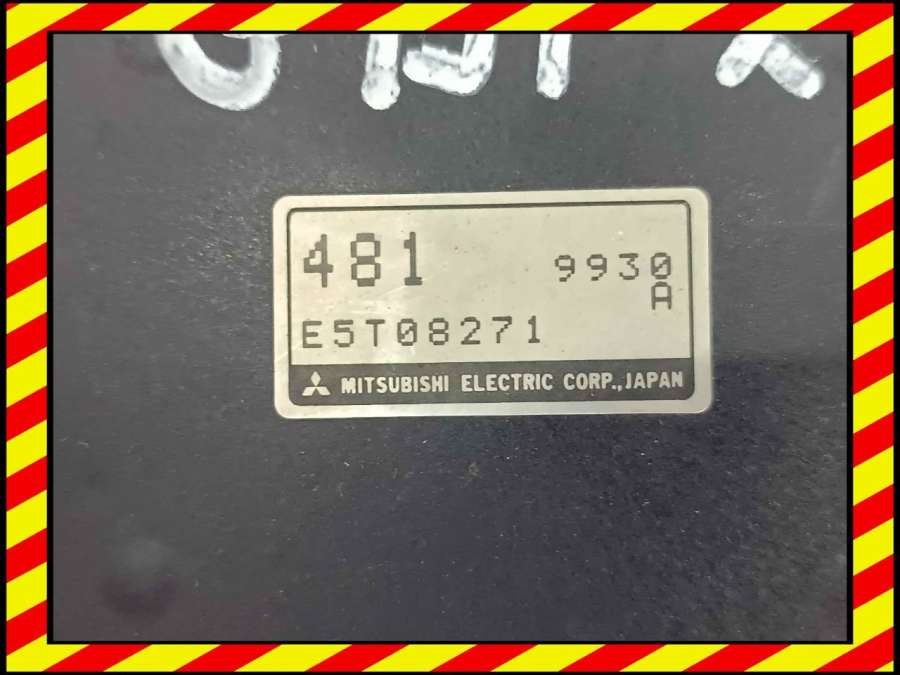 481 9930
A
E5T08271
MITSUBISHI ELECTRIC CORP., JAPAN